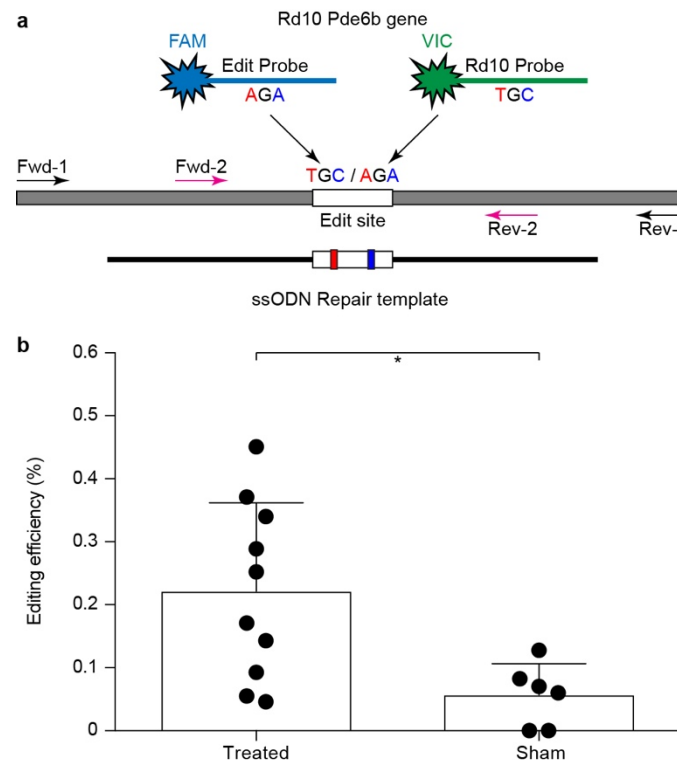 a
Rd10 Pde6b gene
FAM
VIC
Edit Probe
Rd10 Probe
AGA
TGC
Fwd-1
Fwd-2
TGC / AGA
Edit site
Rev-2
Rev-
ssODN Repair template
b
0.6
*
0.5
0.4
0.3
0.2
0.1
0
Editing efficiency (%)
Treated
Sham